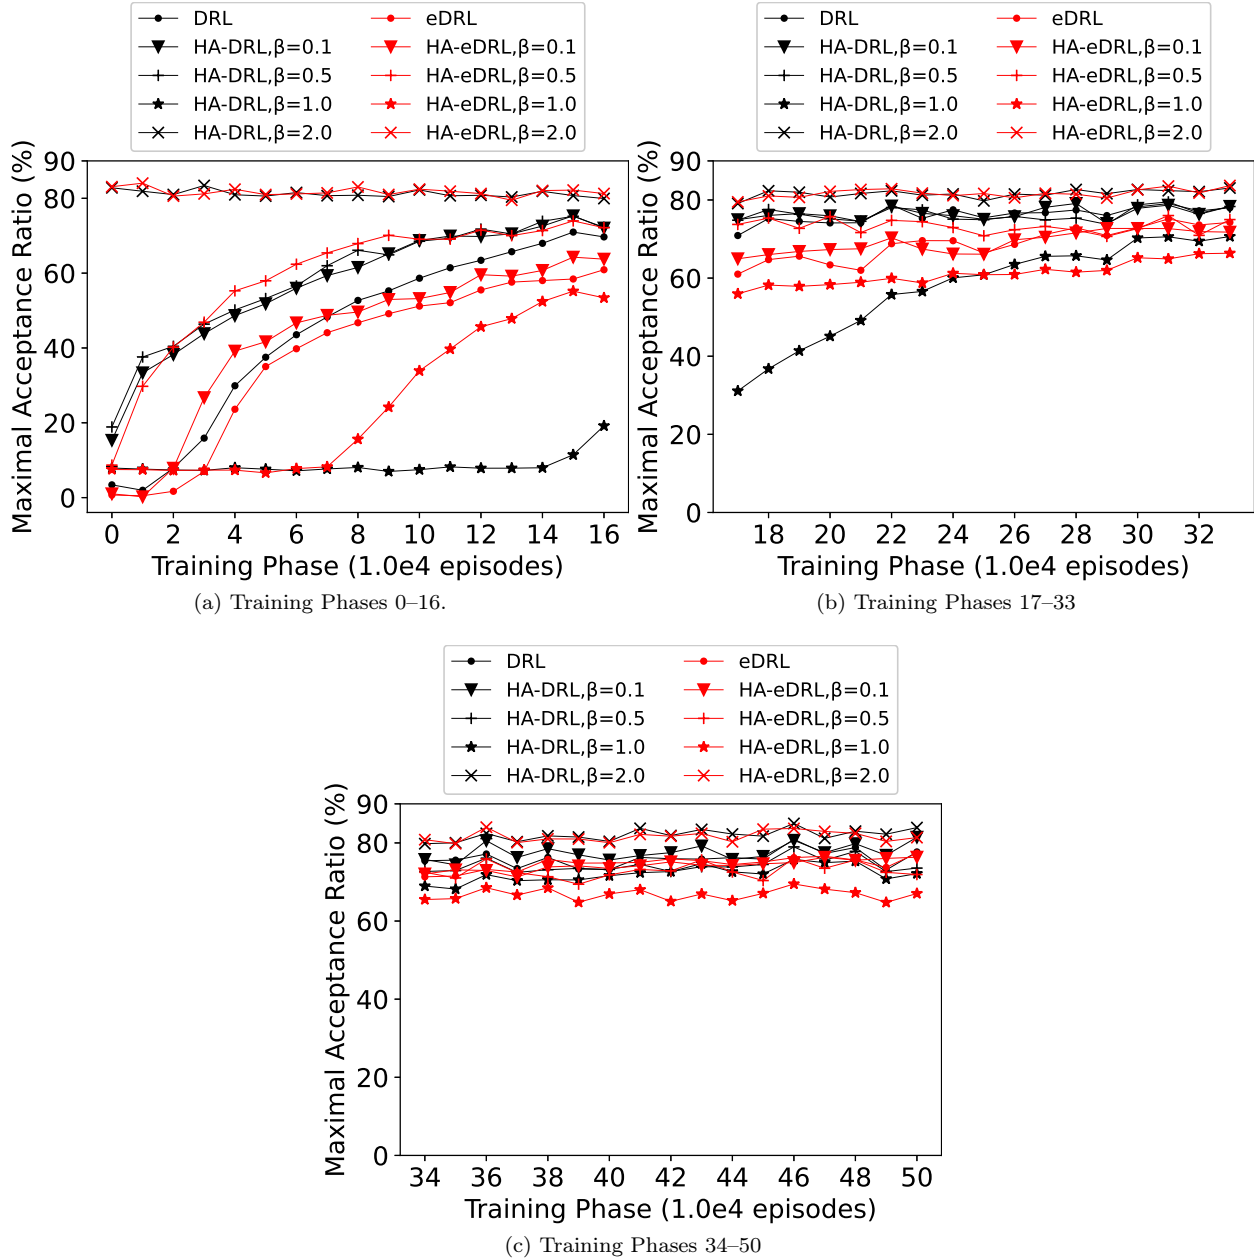 DRL
HA-DRL,β=0.1
HA-DRL,β=0.5
HA-DRL,β=1.0
HA-DRL,β=2.0
eDRL
HA-eDRL,β=0.1
HA-eDRL,β=0.5
HA-eDRL,β=1.0
HA-eDRL,β=2.0
Maximal Acceptance Ratio (%)
90
80
60
40
20
0
0 2 4 6 8 10 12 14 16
Training Phase (1.0e4 episodes)
(a) Training Phases 0–16.
DRL
HA-DRL,β=0.1
HA-DRL,β=0.5
HA-DRL,β=1.0
HA-DRL,β=2.0
eDRL
HA-eDRL,β=0.1
HA-eDRL,β=0.5
HA-eDRL,β=1.0
HA-eDRL,β=2.0
Maximal Acceptance Ratio (%)
90
80
60
40
20
0
18 20 22 24 26 28 30 32
Training Phase (1.0e4 episodes)
(b) Training Phases 17–33
DRL
HA-DRL,β=0.1
HA-DRL,β=0.5
HA-DRL,β=1.0
HA-DRL,β=2.0
eDRL
HA-eDRL,β=0.1
HA-eDRL,β=0.5
HA-eDRL,β=1.0
HA-eDRL,β=2.0
Maximal Acceptance Ratio (%)
90
80
60
40
20
0
34 36 38 40 42 44 46 48 50
Training Phase (1.0e4 episodes)
(c) Training Phases 34–50